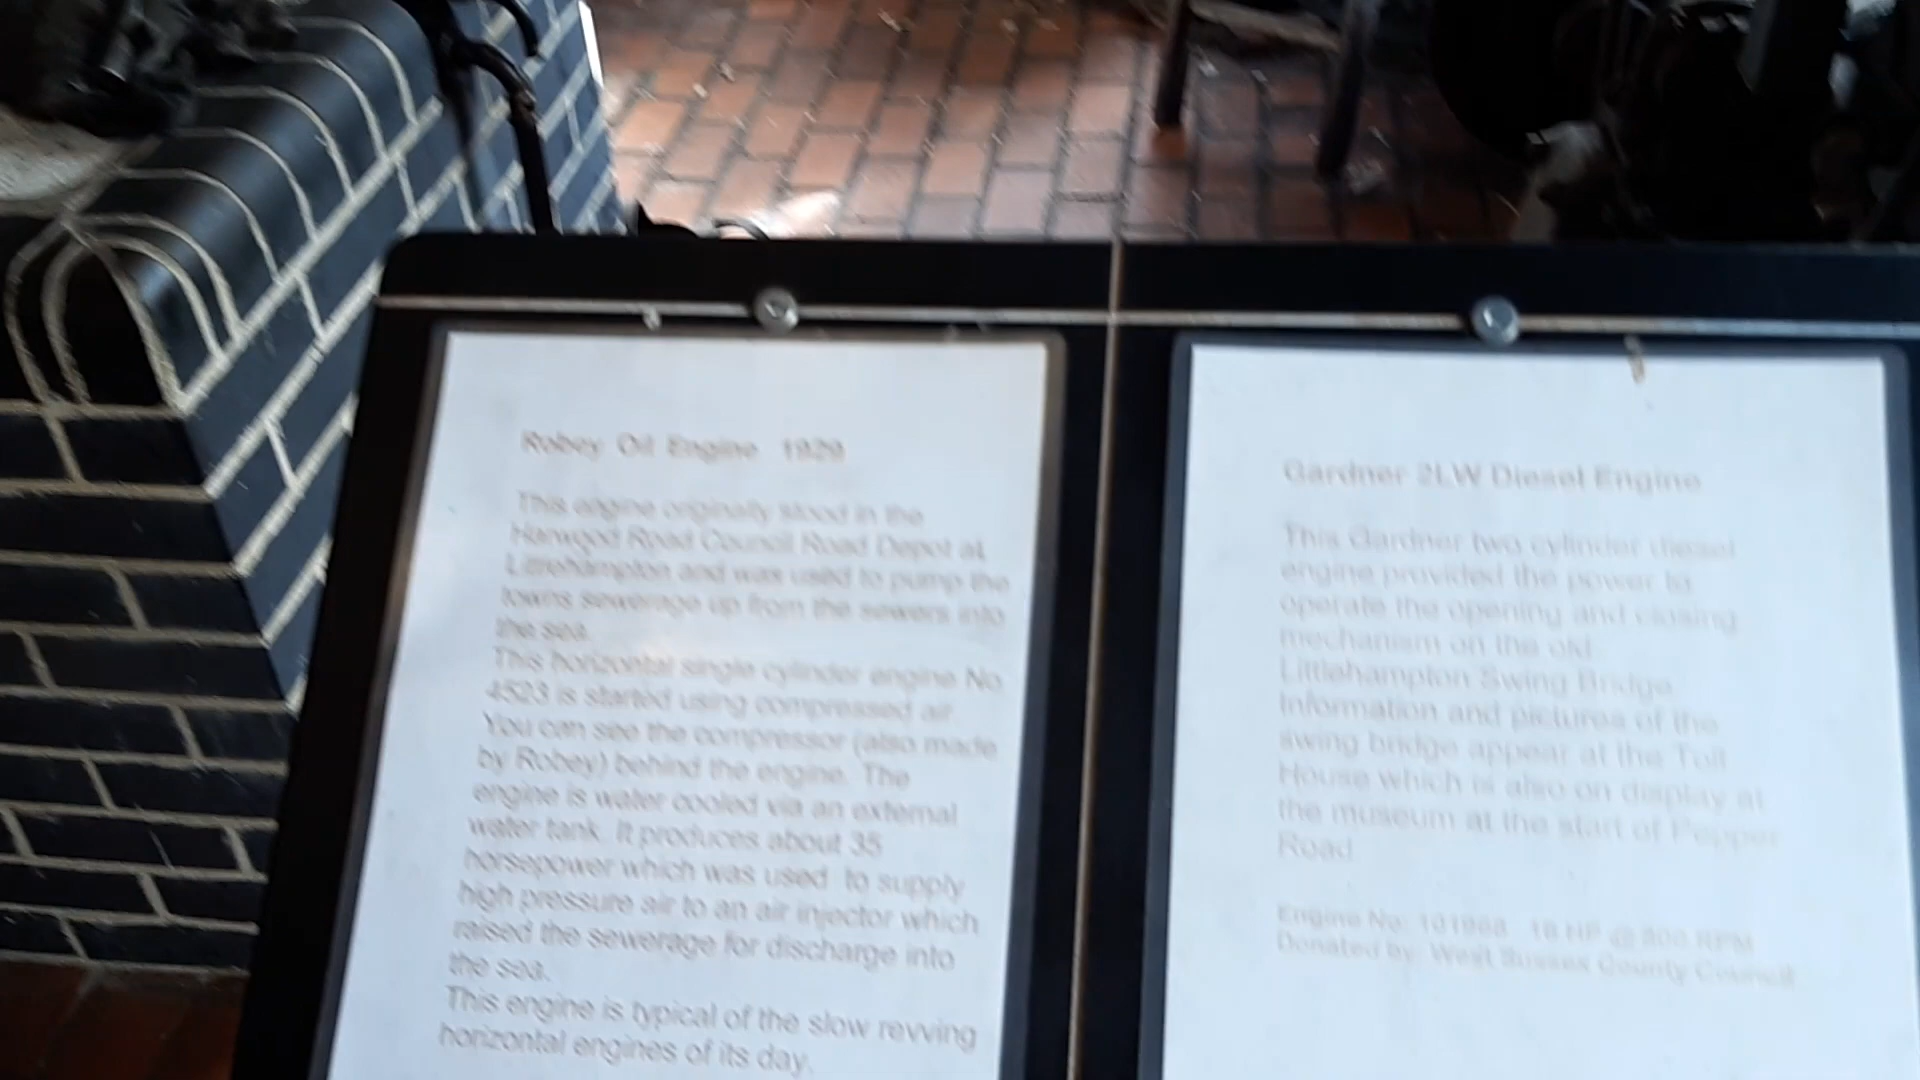 Robey Oil Engine 1929
This engine originally stood in the
Harwood Road Council Road Depot at
Littlehampton and was used to pump the
towns sewerage up from the sewers into
the sea.
This horizontal single cylinder engine No
4523 is started using compressed air.
You can see the compressor (also made
by Robey) behind the engine. The
engine is water cooled via an external
water tank. It produces about 35
horsepower which was used to supply
high pressure air to an air injector which
raised the sewerage for discharge into
the sea.
This engine is typical of the slow revving
horizontal engines of its day.
Gardner 2LW Diesel Engine
This Gardner two cylinder diesel
engine provided the power to
operate the opening and closing
mechanism on the old
Littlehampton Swing Bridge
Information and pictures of the
swing bridge appear at the Toll
House which is also on display at
the museum at the start of Pepper
Road
Engine No: HP @ RPM
Donated by: West Sussex County Council